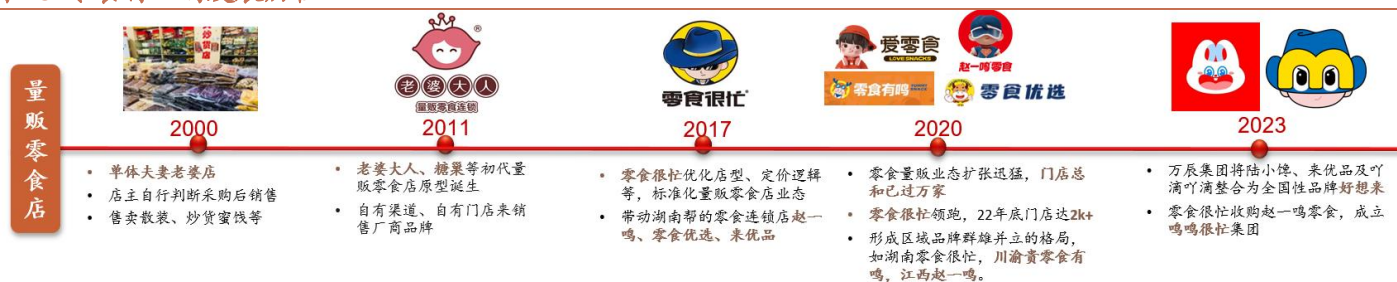 量
贩
零
食
店
炒货店
2000
• 单体夫妻老婆店
• 店主自行判断采购后销售
• 售卖散装、炒货蜜饯等
®
老婆大人
量贩零食连锁
2011
• 老婆大人、糖巢等初代量
贩零食店原型诞生
• 自有渠道、自有门店来销
售厂商品牌
零食很忙
2017
• 零食很忙优化店型、定价逻辑
等，标准化量贩零食店业态
• 带动湖南帮的零食连锁店赵一
鸣、零食优选、来优品
爱零食
LOVE SNACKS
赵一鸣零食
零食有鸣
零食优选
2020
• 零食量贩业态扩张迅猛，门店总
和已过万家
• 零食很忙领跑，22年底门店达2k+
• 形成区域品牌群雄并立的格局，
如湖南零食很忙，川渝贵零食有
鸣，江西赵一鸣。
2023
• 万辰集团将陆小馋、来优品及吖
滴吖滴整合为全国性品牌好想来
• 零食很忙收购赵一鸣零食，成立
鸣鸣很忙集团